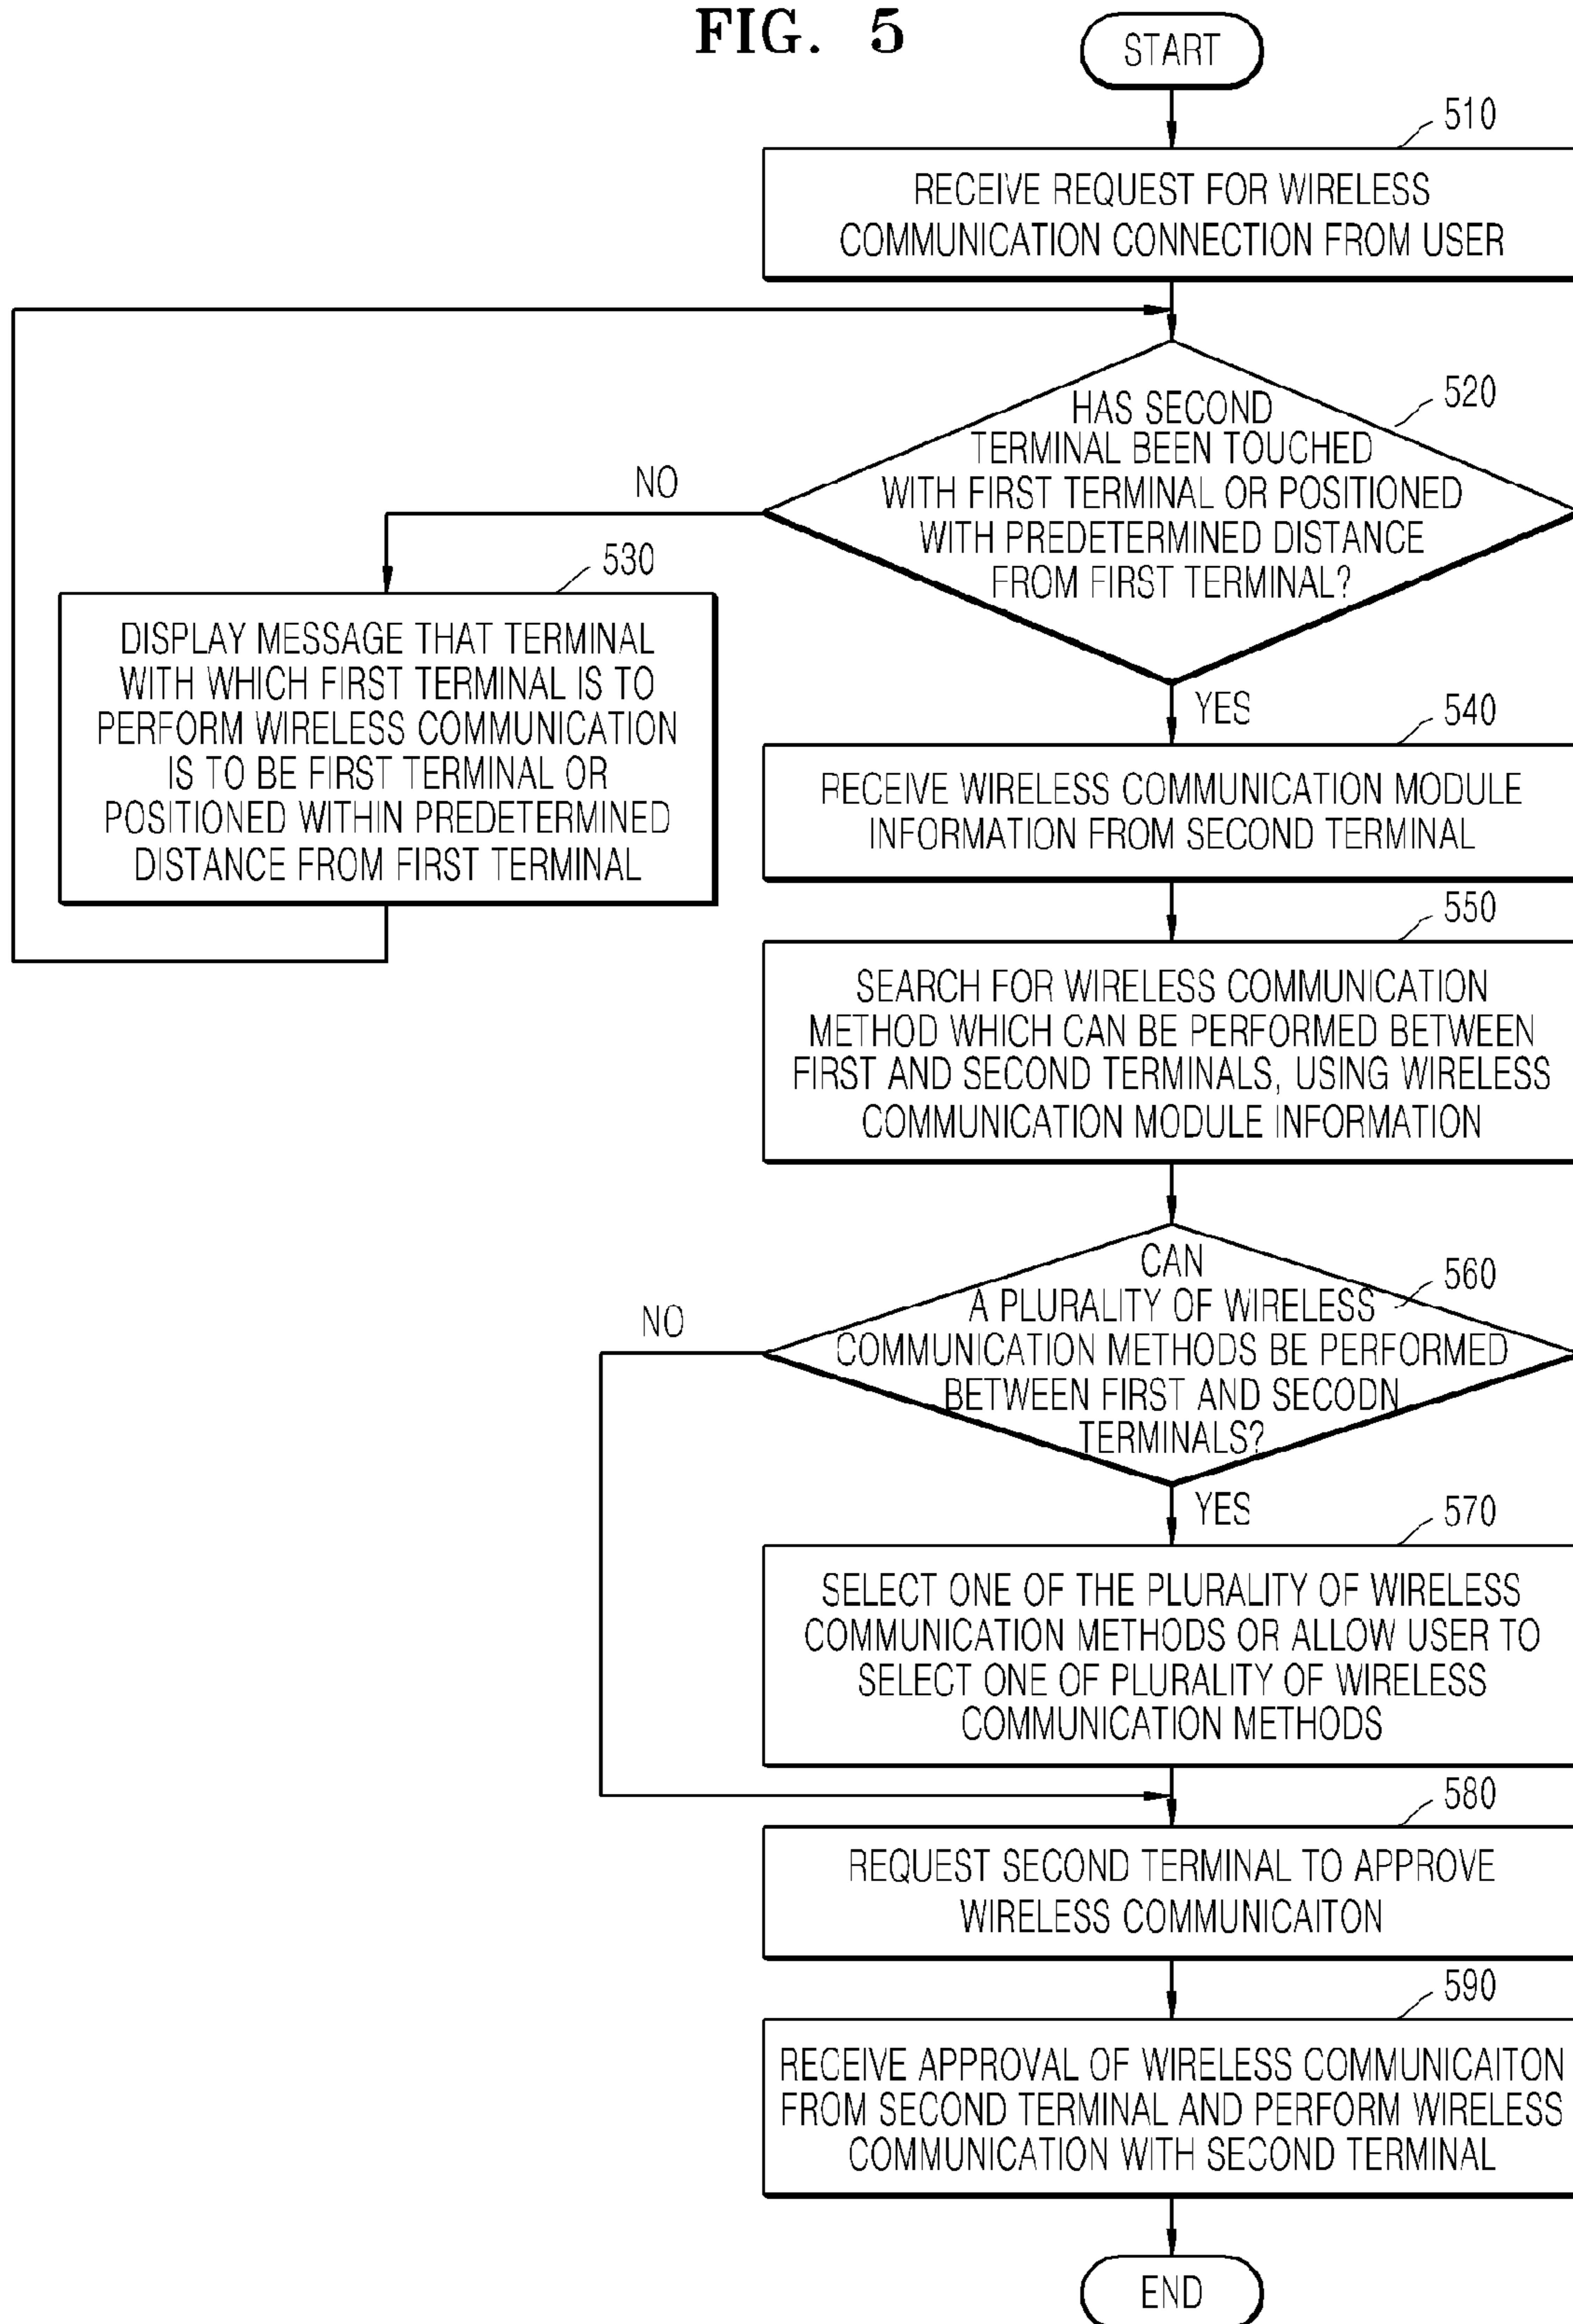 FIG. 5
START
510
RECEIVE REQUEST FOR WIRELESS
COMMUNICATION CONNECTION FROM USER
520
HAS SECOND
TERMINAL BEEN TOUCHED
WITH FIRST TERMINAL OR POSITIONED
WITH PREDETERMINED DISTANCE
FROM FIRST TERMINAL?
NO
530
DISPLAY MESSAGE THAT TERMINAL
WITH WHICH FIRST TERMINAL IS TO
PERFORM WIRELESS COMMUNICATION
IS TO BE FIRST TERMINAL OR
POSITIONED WITHIN PREDETERMINED
DISTANCE FROM FIRST TERMINAL
YES
540
RECEIVE WIRELESS COMMUNICATION MODULE
INFORMATION FROM SECOND TERMINAL
550
SEARCH FOR WIRELESS COMMUNICATION
METHOD WHICH CAN BE PERFORMED BETWEEN
FIRST AND SECOND TERMINALS, USING WIRELESS
COMMUNICATION MODULE INFORMATION
560
CAN
A PLURALITY OF WIRELESS
COMMUNICATION METHODS BE PERFORMED
BETWEEN FIRST AND SECODN
TERMINALS?
NO
YES
570
SELECT ONE OF THE PLURALITY OF WIRELESS
COMMUNICATION METHODS OR ALLOW USER TO
SELECT ONE OF PLURALITY OF WIRELESS
COMMUNICATION METHODS
580
REQUEST SECOND TERMINAL TO APPROVE
WIRELESS COMMUNICAITON
590
RECEIVE APPROVAL OF WIRELESS COMMUNICAITON
FROM SECOND TERMINAL AND PERFORM WIRELESS
COMMUNICATION WITH SECOND TERMINAL
END